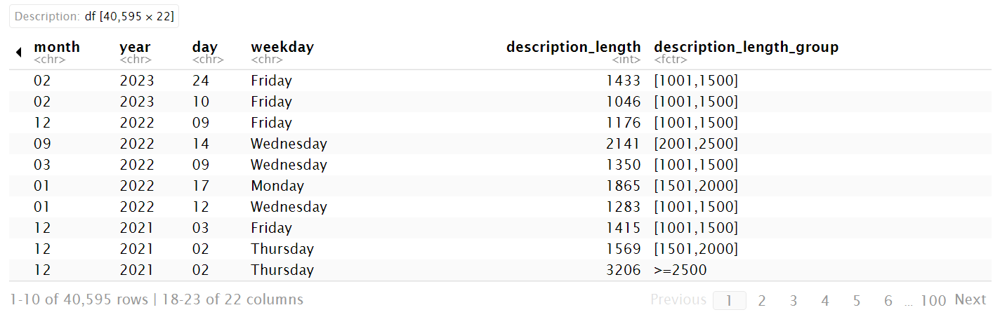 Description: df [40,595 × 22]
month year day weekday description_length description_length_group
<chr> <chr> <chr> <chr> <int> <fctr>
02 2023 24 Friday 1433 [1001,1500]
02 2023 10 Friday 1046 [1001,1500]
12 2022 09 Friday 1176 [1001,1500]
09 2022 14 Wednesday 2141 [2001,2500]
03 2022 09 Wednesday 1350 [1001,1500]
01 2022 17 Monday 1865 [1501,2000]
01 2022 12 Wednesday 1283 [1001,1500]
12 2021 03 Friday 1415 [1001,1500]
12 2021 02 Thursday 1569 [1501,2000]
12 2021 02 Thursday 3206 >=2500
1-10 of 40,595 rows | 18-23 of 22 columns Previous 1 2 3 4 5 6 ... 100 Next